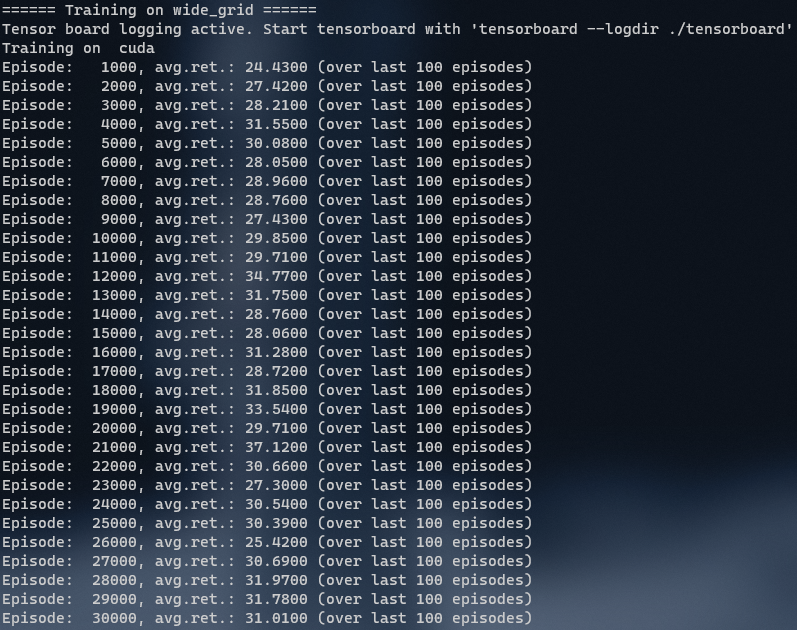 ====== Training on wide_grid ======
Tensor board logging active. Start tensorboard with 'tensorboard --logdir ./tensorboard'
Training on  cuda
Episode:   1000, avg.ret.: 24.4300 (over last 100 episodes)
Episode:   2000, avg.ret.: 27.4200 (over last 100 episodes)
Episode:   3000, avg.ret.: 28.2100 (over last 100 episodes)
Episode:   4000, avg.ret.: 31.5500 (over last 100 episodes)
Episode:   5000, avg.ret.: 30.0800 (over last 100 episodes)
Episode:   6000, avg.ret.: 28.0500 (over last 100 episodes)
Episode:   7000, avg.ret.: 28.9600 (over last 100 episodes)
Episode:   8000, avg.ret.: 28.7600 (over last 100 episodes)
Episode:   9000, avg.ret.: 27.4300 (over last 100 episodes)
Episode:  10000, avg.ret.: 29.8500 (over last 100 episodes)
Episode:  11000, avg.ret.: 29.7100 (over last 100 episodes)
Episode:  12000, avg.ret.: 34.7700 (over last 100 episodes)
Episode:  13000, avg.ret.: 31.7500 (over last 100 episodes)
Episode:  14000, avg.ret.: 28.7600 (over last 100 episodes)
Episode:  15000, avg.ret.: 28.0600 (over last 100 episodes)
Episode:  16000, avg.ret.: 31.2800 (over last 100 episodes)
Episode:  17000, avg.ret.: 28.7200 (over last 100 episodes)
Episode:  18000, avg.ret.: 31.8500 (over last 100 episodes)
Episode:  19000, avg.ret.: 33.5400 (over last 100 episodes)
Episode:  20000, avg.ret.: 29.7100 (over last 100 episodes)
Episode:  21000, avg.ret.: 37.1200 (over last 100 episodes)
Episode:  22000, avg.ret.: 30.6600 (over last 100 episodes)
Episode:  23000, avg.ret.: 27.3000 (over last 100 episodes)
Episode:  24000, avg.ret.: 30.5400 (over last 100 episodes)
Episode:  25000, avg.ret.: 30.3900 (over last 100 episodes)
Episode:  26000, avg.ret.: 25.4200 (over last 100 episodes)
Episode:  27000, avg.ret.: 30.6900 (over last 100 episodes)
Episode:  28000, avg.ret.: 31.9700 (over last 100 episodes)
Episode:  29000, avg.ret.: 31.7800 (over last 100 episodes)
Episode:  30000, avg.ret.: 31.0100 (over last 100 episodes)